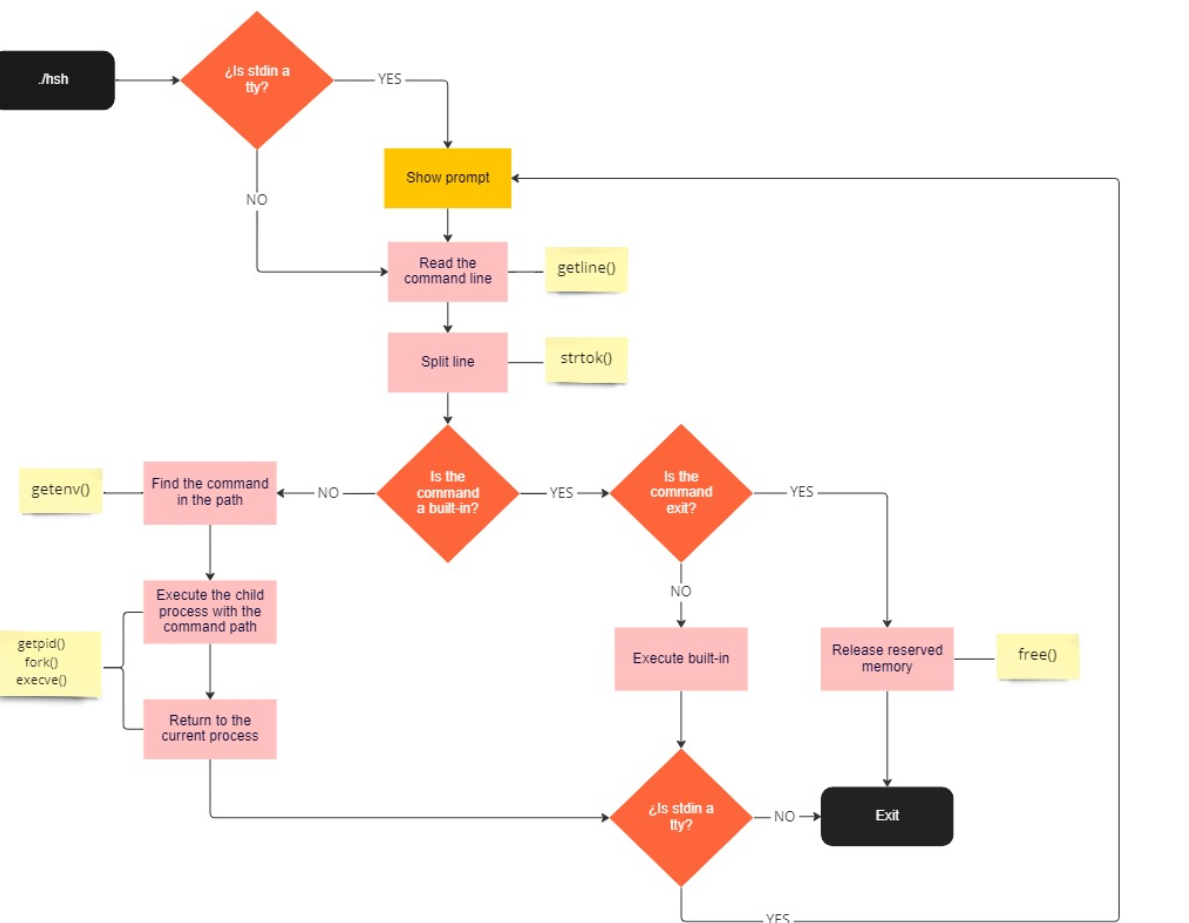 ./hsh
¿Is stdin a
tty?
YES
NO
Show prompt
Read the
command line
getline()
Split line
strtok()
Is the
command
a built-in?
NO
YES
Is the
command
exit?
YES
NO
getenv()
Find the command
in the path
Execute the child
process with the
command path
getpid()
fork()
execve()
Return to the
current process
Execute built-in
Release reserved
memory
free()
¿Is stdin a
tty?
NO
Exit
YES